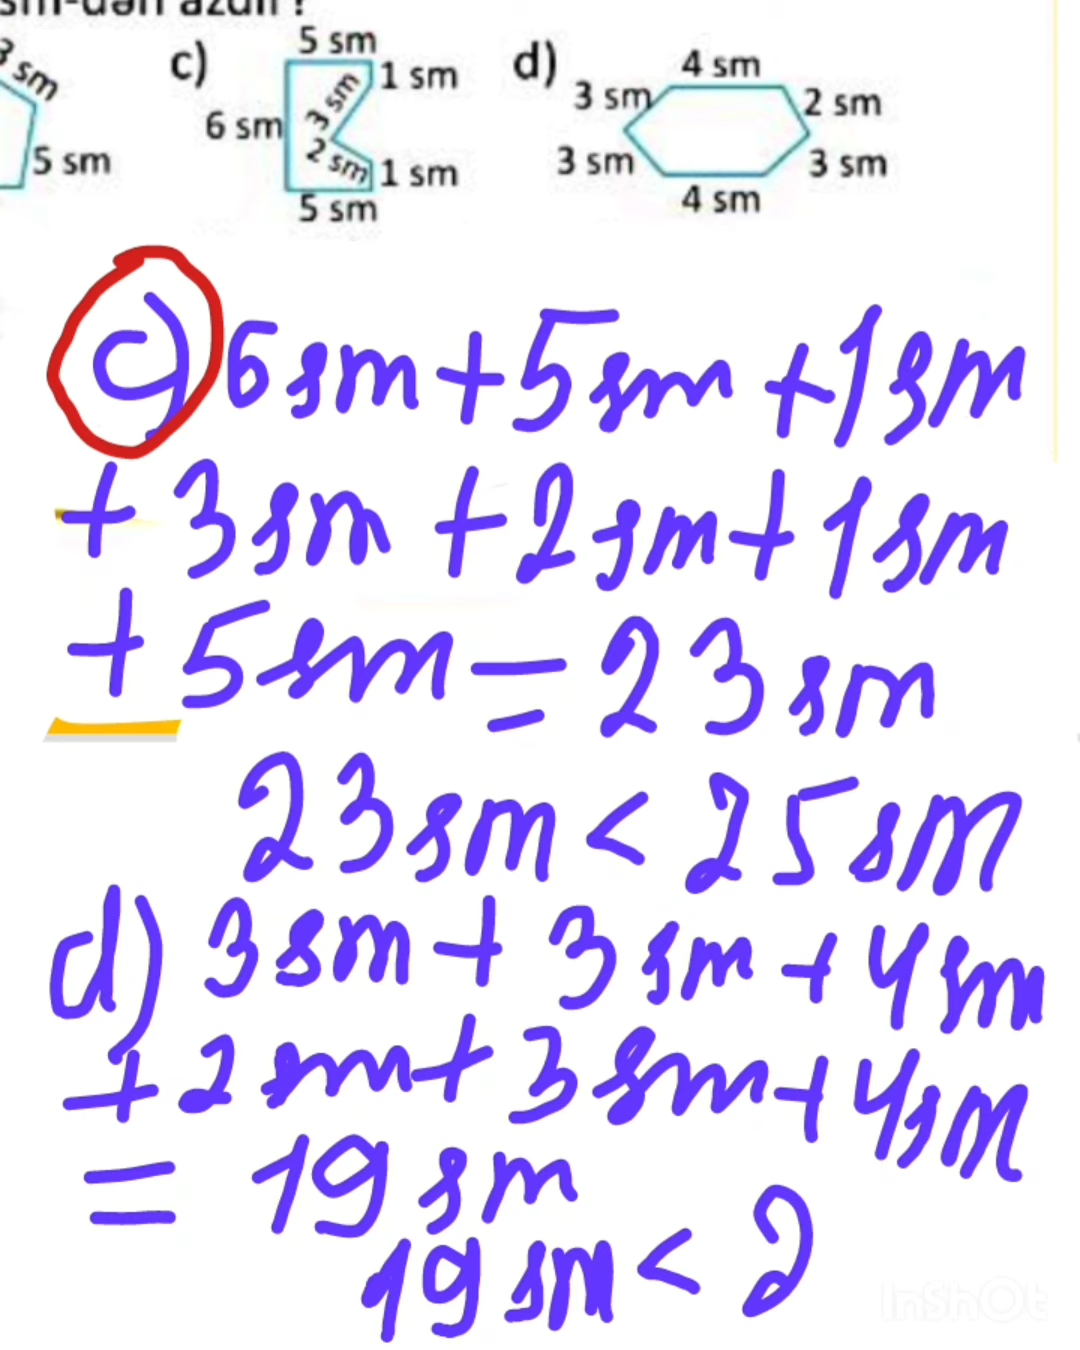 sm-dən azdır?
3 sm
5 sm
c)
5 sm
1 sm
3 sm
6 sm
2 sm
1 sm
5 sm
d)
4 sm
3 sm
2 sm
3 sm
3 sm
4 sm
c) 6 sm + 5 sm + 1 sm
+ 3 sm + 2 sm + 1 sm
+ 5 sm = 23 sm
23 sm < 25 sm
d) 3 sm + 3 sm + 4 sm
+ 2 sm + 3 sm + 4 sm
= 19 sm
19 sm < 2
InShOt